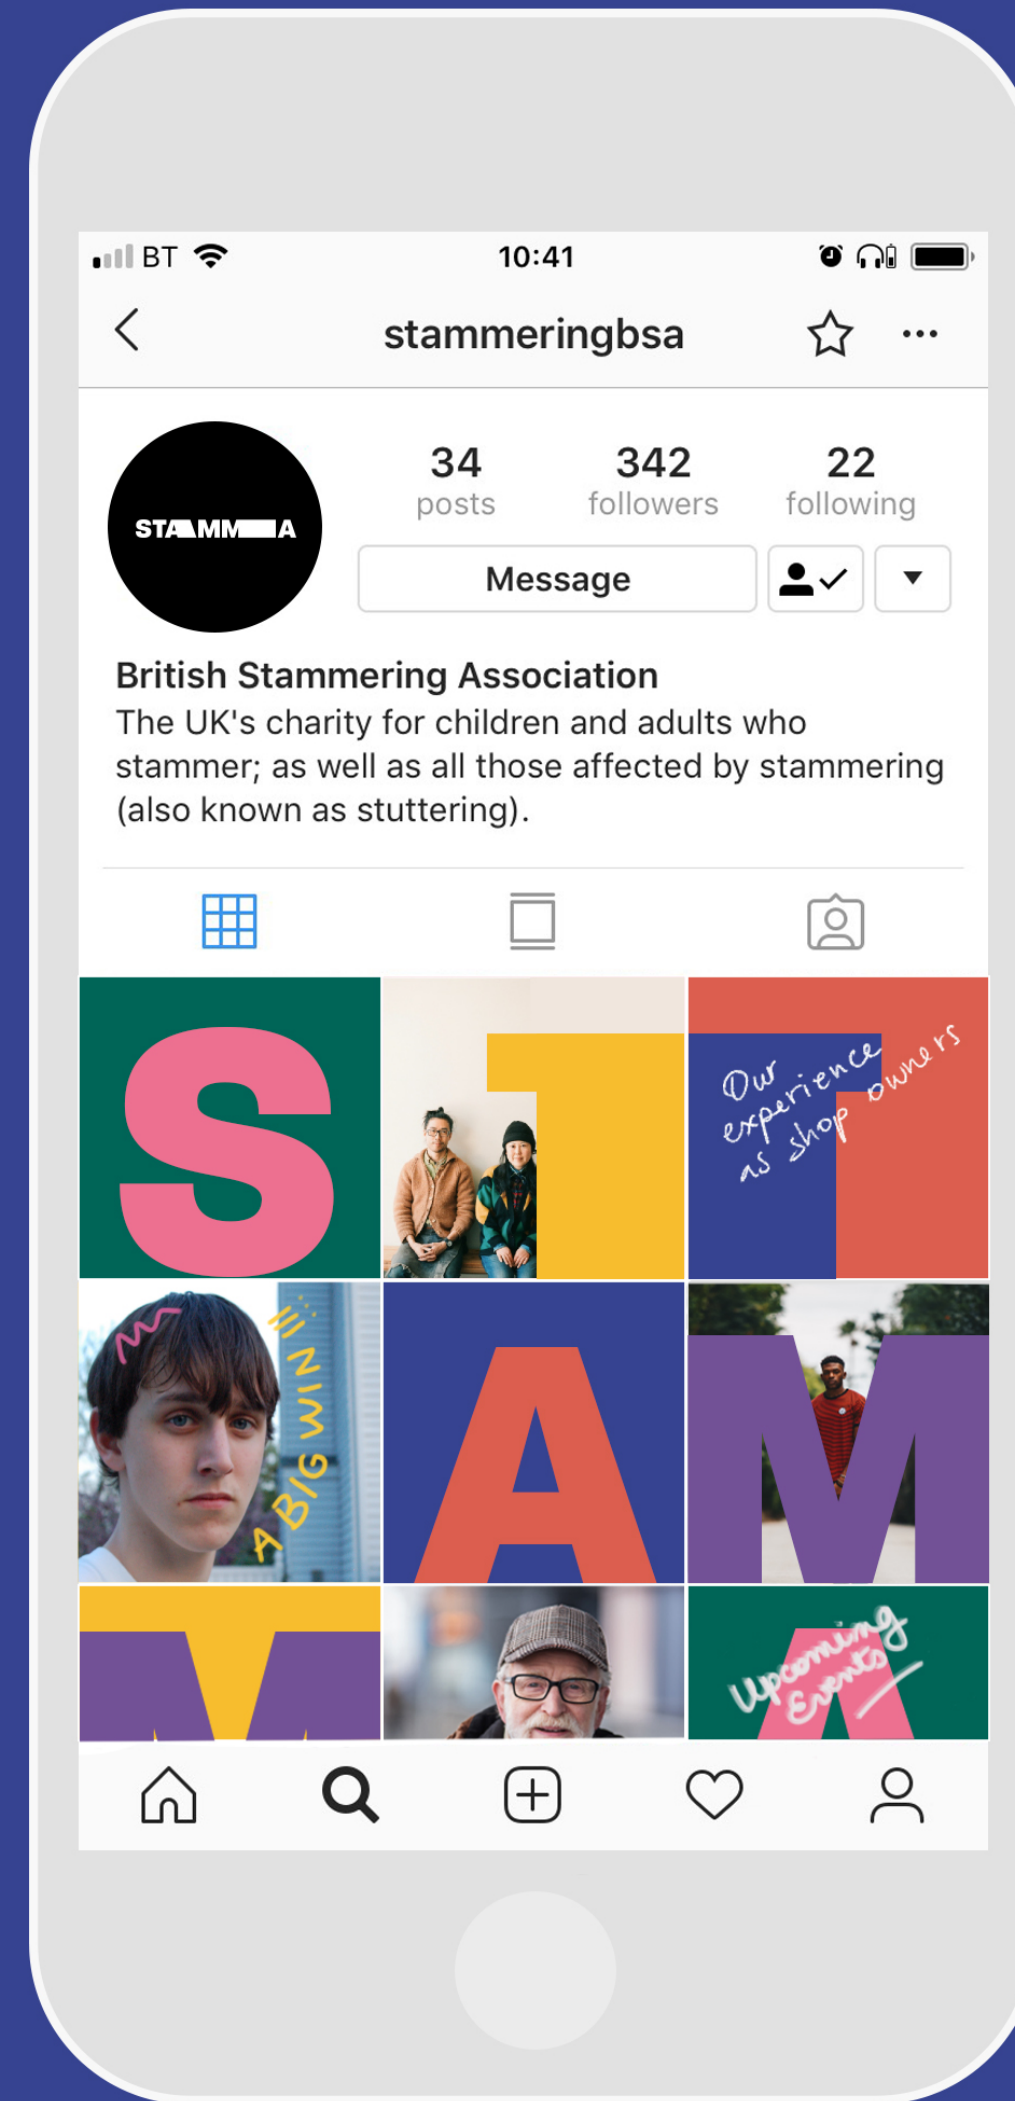 BT 10:41
stammeringbsa
34 342 22
posts followers following
STAMMA
Message
British Stammering Association
The UK's charity for children and adults who
stammer; as well as all those affected by stammering
(also known as stuttering).
S T T
Our
experience
as shop owners
A BIG WIN
A M
M
Upcoming
Events
A